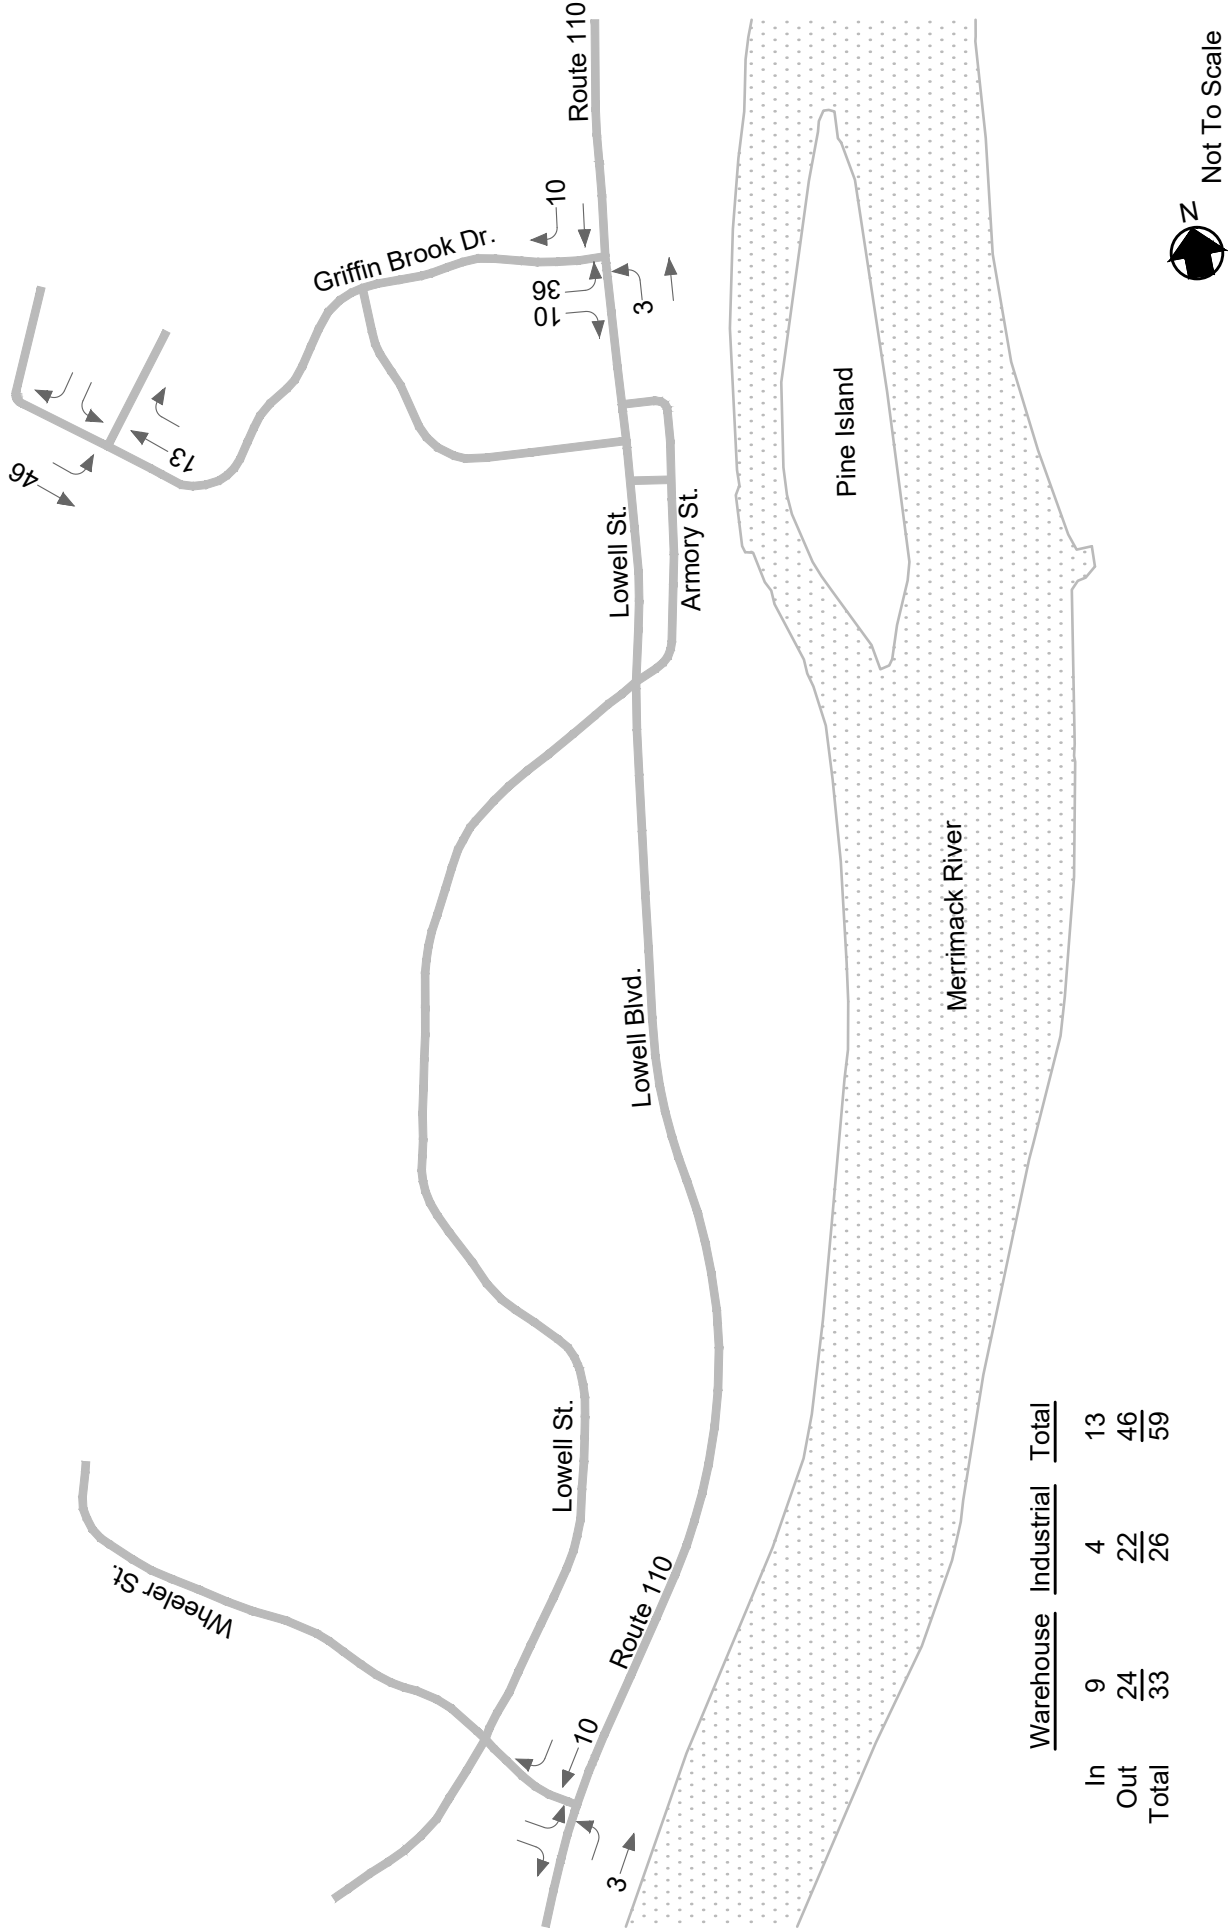 Wheeler St.
Lowell St.
Route 110
10
3
Lowell Blvd.
Lowell St.
Armory St.
46
13
Griffin Brook Dr.
36
10
10
3
Route 110
Pine Island
Merrimack River
Warehouse Industrial Total
In 9 4 13
Out 24 22 46
Total 33 26 59
N
Not To Scale